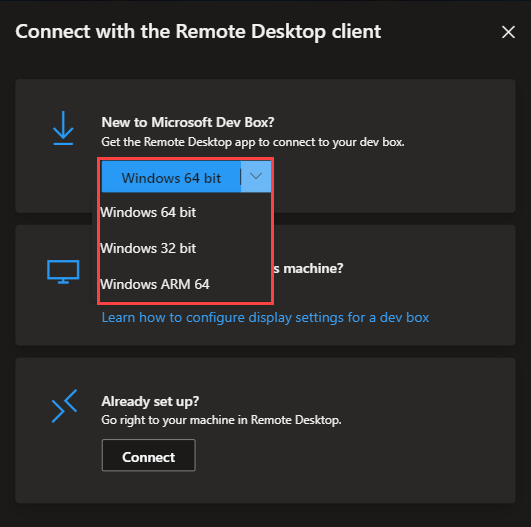 Connect with the Remote Desktop client
New to Microsoft Dev Box?
Get the Remote Desktop app to connect to your dev box.
Windows 64 bit
Windows 64 bit
Windows 32 bit
machine?
Windows ARM 64
Learn how to configure display settings for a dev box
Already set up?
Go right to your machine in Remote Desktop.
Connect